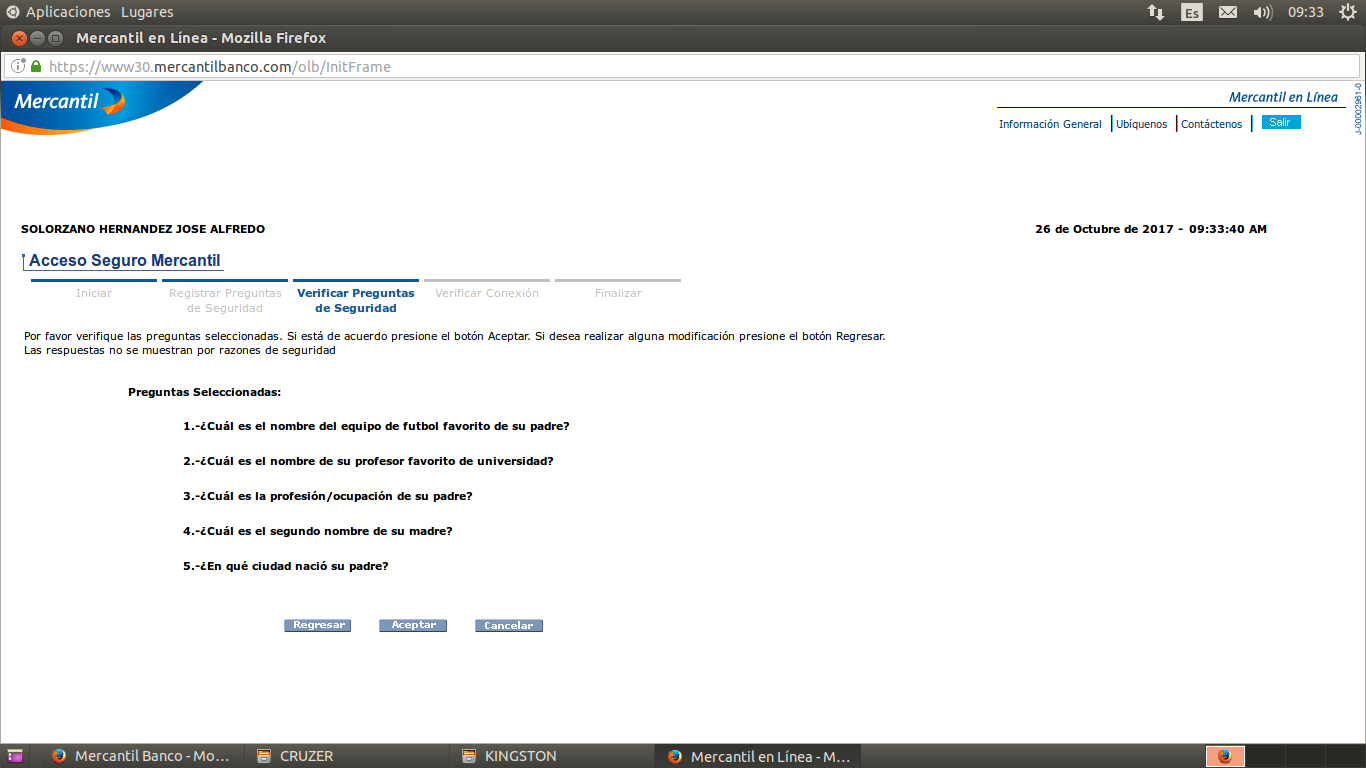 Aplicaciones Lugares
Es
09:33
Mercantil en Línea - Mozilla Firefox
https://www30.mercantilbanco.com/olb/InitFrame
Mercantil
Mercantil en Línea
J-00002961-0
Información General
Ubíquenos
Contáctenos
Salir
SOLORZANO HERNANDEZ JOSE ALFREDO
26 de Octubre de 2017 - 09:33:40 AM
Acceso Seguro Mercantil
Iniciar
Registrar Preguntas
de Seguridad
Verificar Preguntas
de Seguridad
Verificar Conexión
Finalizar
Por favor verifique las preguntas seleccionadas. Si está de acuerdo presione el botón Aceptar. Si desea realizar alguna modificación presione el botón Regresar.
Las respuestas no se muestran por razones de seguridad
Preguntas Seleccionadas:
1.-¿Cuál es el nombre del equipo de futbol favorito de su padre?
2.-¿Cuál es el nombre de su profesor favorito de universidad?
3.-¿Cuál es la profesión/ocupación de su padre?
4.-¿Cuál es el segundo nombre de su madre?
5.-¿En qué ciudad nació su padre?
Regresar
Aceptar
Cancelar
Mercantil Banco - Mo...
CRUZER
KINGSTON
Mercantil en Línea - M...